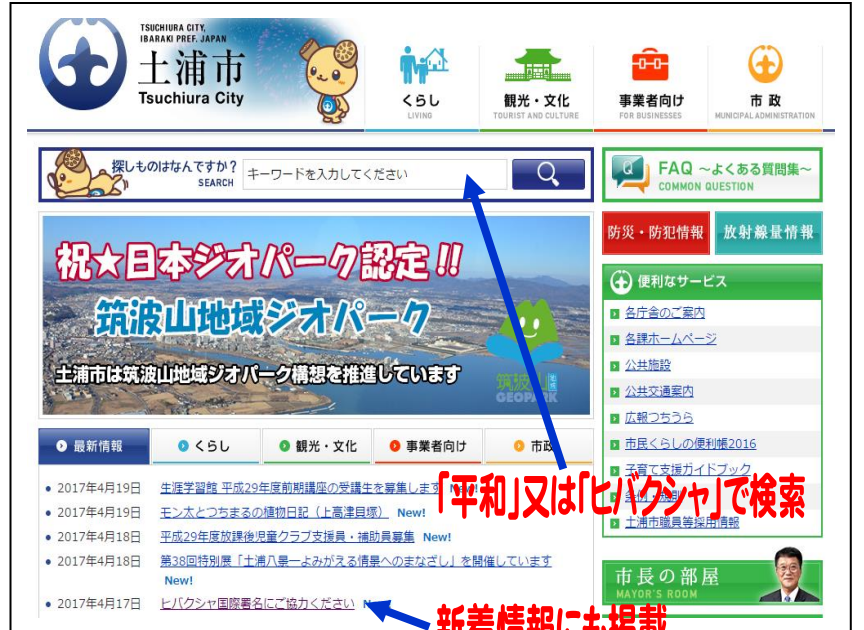 TSUCHIURA CITY,
IBARAKI PREF. JAPAN
土浦市
Tsuchiura City
くらし
LIVING
観光・文化
TOURIST AND CULTURE
事業者向け
FOR BUSINESSES
市 政
MUNICIPAL ADMINISTRATION
探しものはなんですか?
SEARCH
キーワードを入力してください
FAQ ~よくある質問集~
COMMON QUESTION
防災・防犯情報
放射線量情報
祝★日本ジオパーク認定!!
筑波山地域ジオパーク
土浦市は筑波山地域ジオパーク構想を推進しています
筑波山地域
GEOPARK
便利なサービス
各庁舎のご案内
各課ホームページ
公共施設
公共交通案内
広報つちうら
市民くらしの便利帳2016
子育て支援ガイドブック
土浦市職員等採用情報
最新情報
くらし
観光・文化
事業者向け
市政
2017年4月19日 生涯学習館 平成29年度前期講座の受講生を募集します
「平和」又は「ヒバクシャ」で検索
2017年4月19日 モン太とつちまるの植物日記(上高津貝塚) New!
2017年4月18日 平成29年度放課後児童クラブ支援員・補助員募集 New!
2017年4月18日 第38回特別展「土浦八景ーよみがえる情景へのまなざし」を開催しています
New!
2017年4月17日 ヒバクシャ国際署名にご協力ください
新着情報にも掲載
市長の部屋
MAYOR'S ROOM